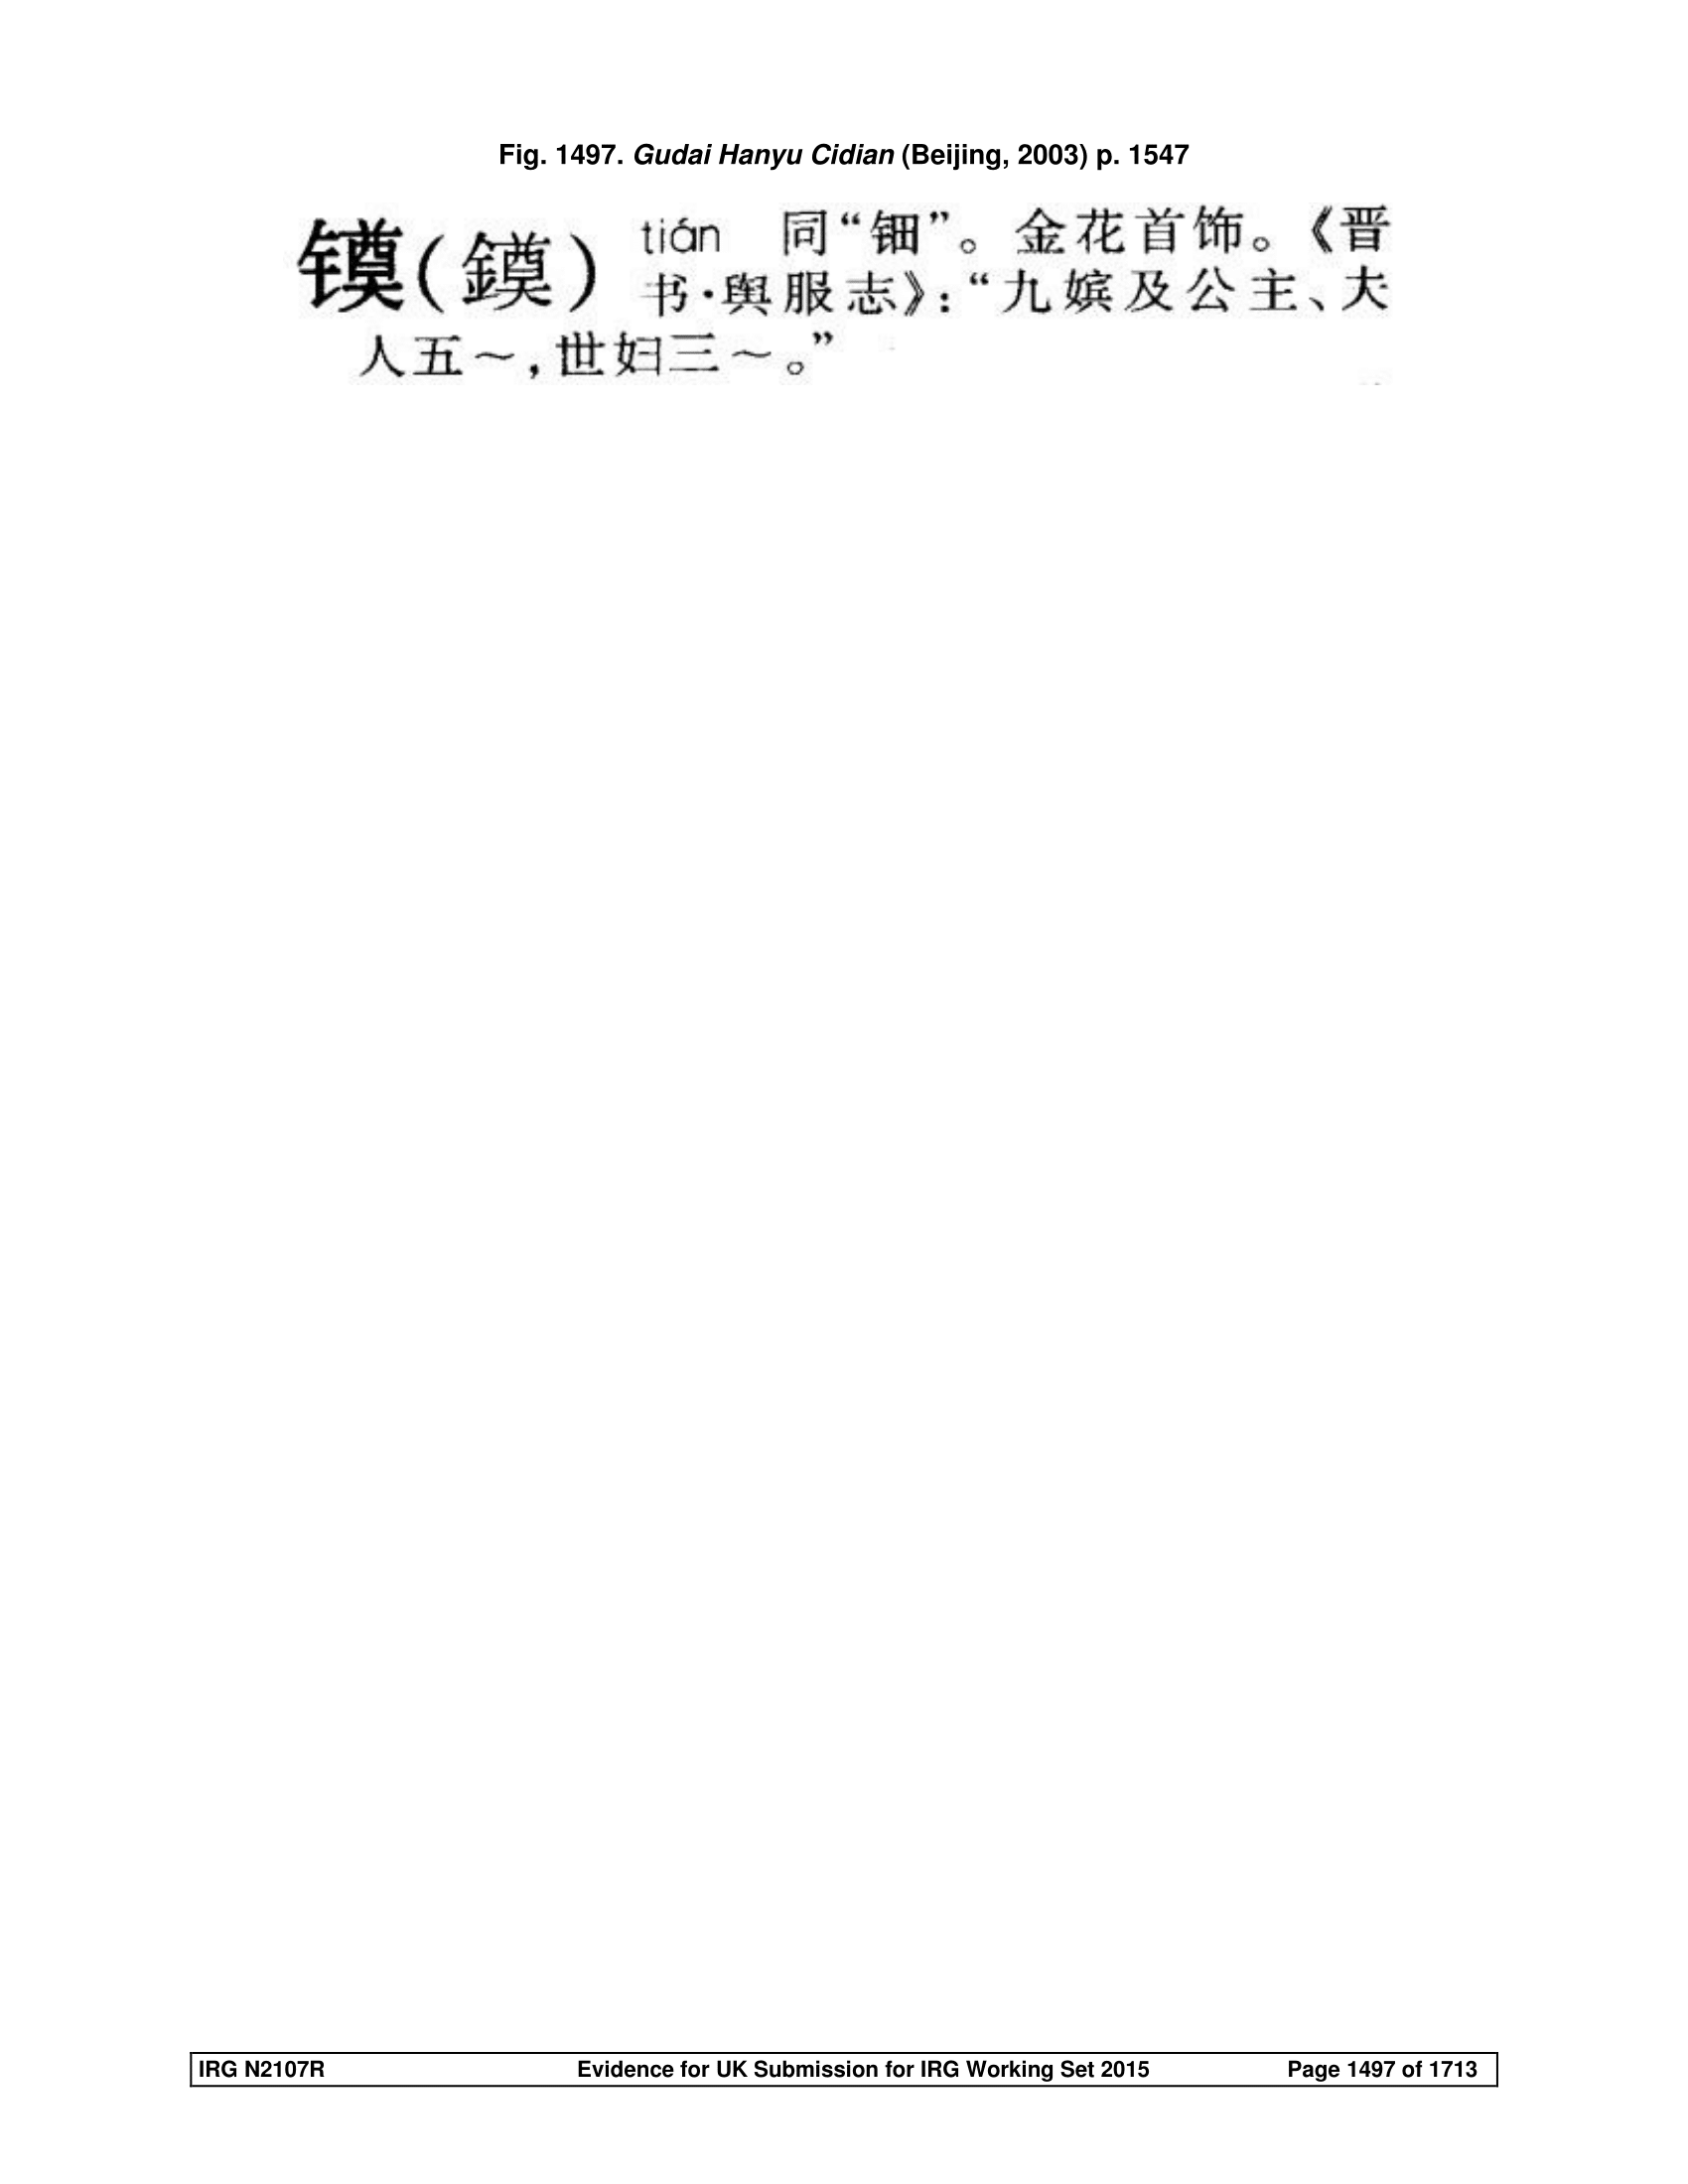 Fig. 1497. Gudai Hanyu Cidian (Beijing, 2003) p. 1547
( ) tián 同“钿”。金花首饰。《晋
书·舆服志》:“九嫔及公主、夫
人五～,世妇三～。”
IRG N2107R Evidence for UK Submission for IRG Working Set 2015 Page 1497 of 1713